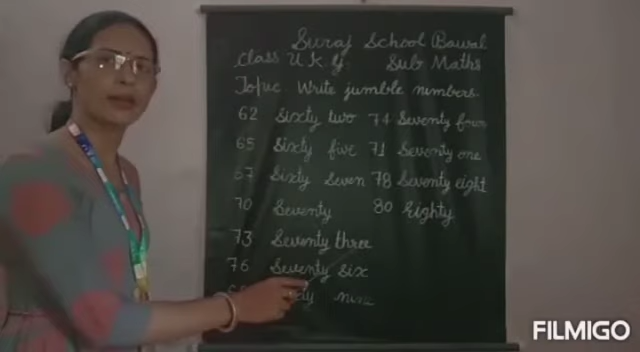 Suraj School Bawal
Class U.K.G. Sub Maths
Topic Write jumble numbers.
62 Sixty two 74 Seventy four
65 Sixty five 71 Seventy one
67 Sixty Seven 78 Seventy eight
70 Seventy 80 Eighty
73 Seventy three
76 Seventy six
nine
FILMIGO